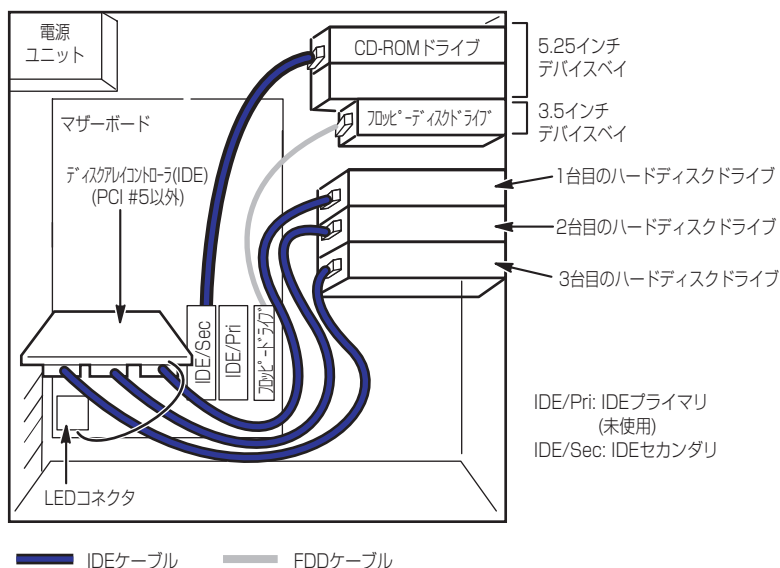 電源
ユニット
CD-ROMドライブ
5.25インチ
デバイスベイ
フロッピーディスクドライブ
3.5インチ
デバイスベイ
マザーボード
ディスクアレイコントローラ(IDE)
(PCI #5以外)
1台目のハードディスクドライブ
2台目のハードディスクドライブ
3台目のハードディスクドライブ
IDE/Sec
IDE/Pri
フロッピードライブ
IDE/Pri: IDEプライマリ
(未使用)
IDE/Sec: IDEセカンダリ
LEDコネクタ
IDEケーブル
FDDケーブル